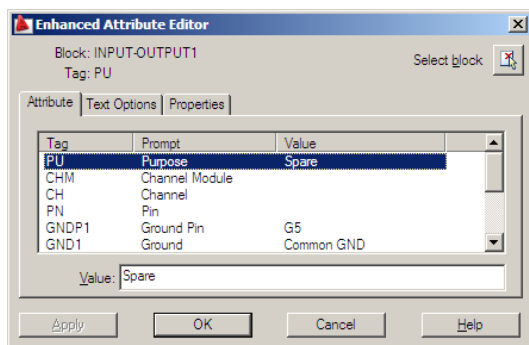 Enhanced Attribute Editor
Block: INPUT-OUTPUT1
Tag: PU
Select block
Attribute Text Options Properties
Tag Prompt Value
PU Purpose Spare
CHM Channel Module
CH Channel
PN Pin
GNDP1 Ground Pin G5
GND1 Ground Common GND
Value: Spare
Apply OK Cancel Help